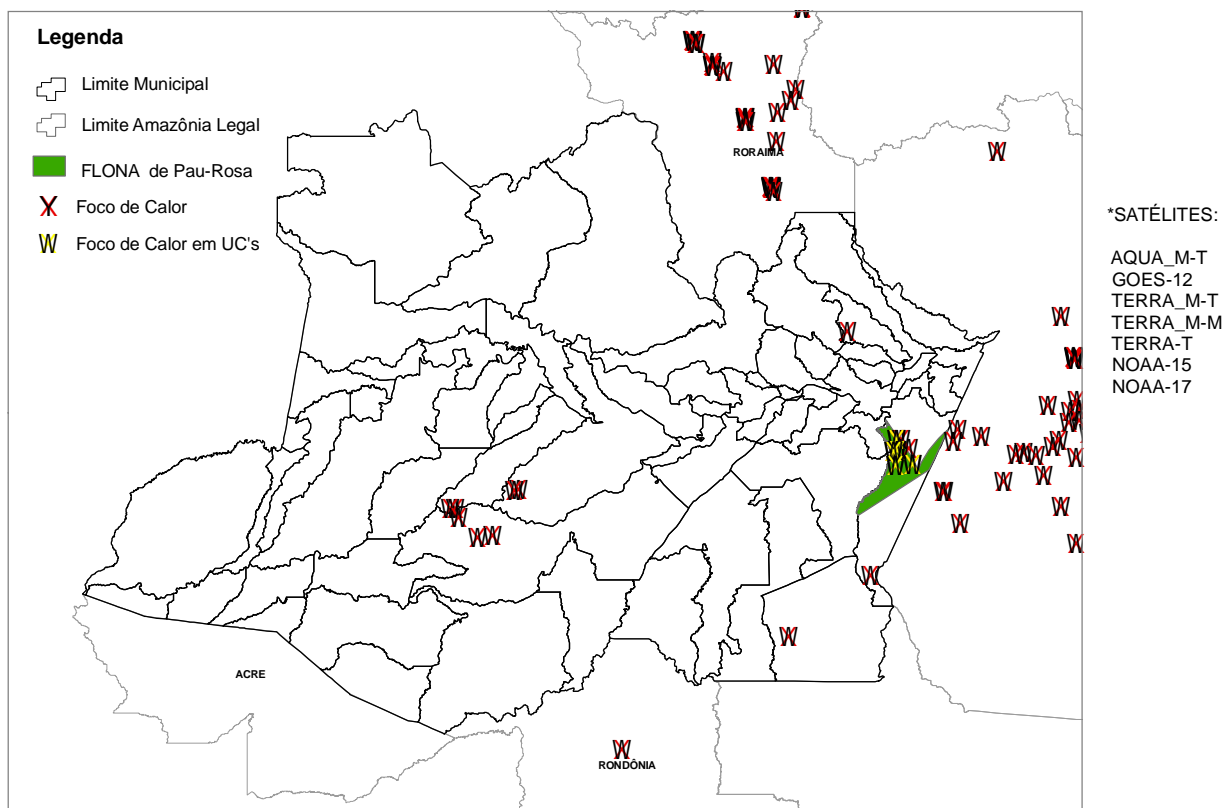 Legenda
Limite Municipal
Limite Amazônia Legal
FLONA de Pau-Rosa
Foco de Calor
Foco de Calor em UC's
RORAIMA
ACRE
RONDÔNIA
*SATÉLITES:
AQUA_M-T
GOES-12
TERRA_M-T
TERRA_M-M
TERRA-T
NOAA-15
NOAA-17